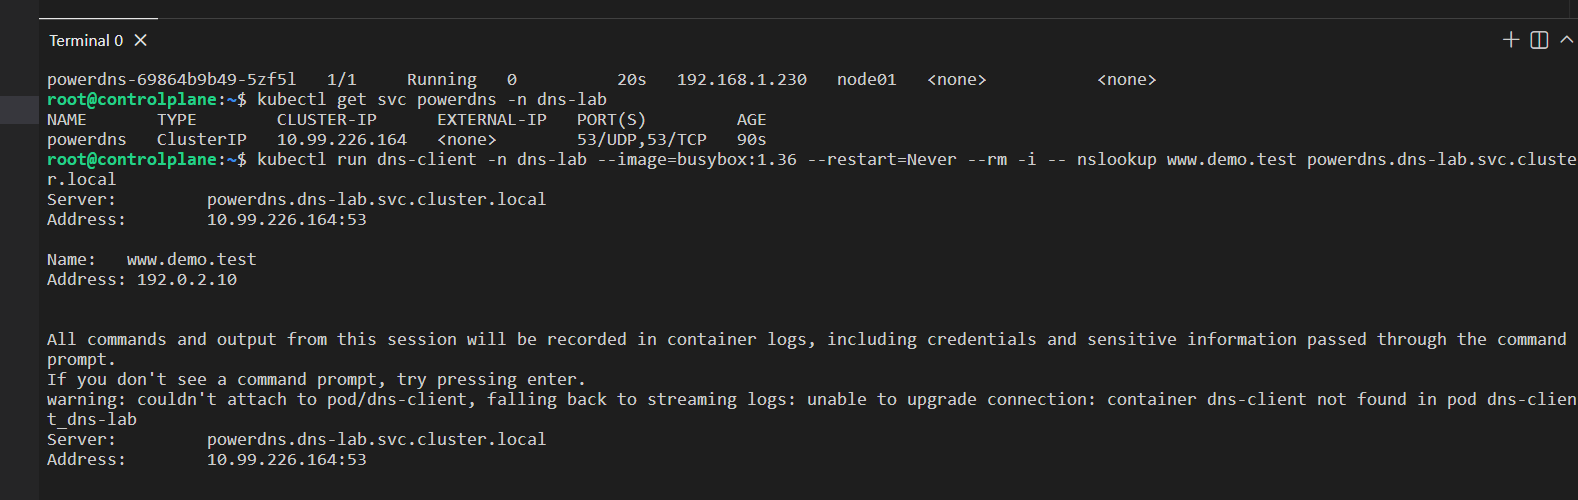 Terminal 0
powerdns-69864b9b49-5zf5l   1/1     Running   0          20s   192.168.1.230   node01   <none>           <none>
root@controlplane:~$ kubectl get svc powerdns -n dns-lab
NAME       TYPE        CLUSTER-IP      EXTERNAL-IP   PORT(S)         AGE
powerdns   ClusterIP   10.99.226.164   <none>        53/UDP,53/TCP   90s
root@controlplane:~$ kubectl run dns-client -n dns-lab --image=busybox:1.36 --restart=Never --rm -i -- nslookup www.demo.test powerdns.dns-lab.svc.cluste
r.local
Server:         powerdns.dns-lab.svc.cluster.local
Address:        10.99.226.164:53
Name:   www.demo.test
Address: 192.0.2.10
All commands and output from this session will be recorded in container logs, including credentials and sensitive information passed through the command
prompt.
If you don't see a command prompt, try pressing enter.
warning: couldn't attach to pod/dns-client, falling back to streaming logs: unable to upgrade connection: container dns-client not found in pod dns-clien
t_dns-lab
Server:         powerdns.dns-lab.svc.cluster.local
Address:        10.99.226.164:53